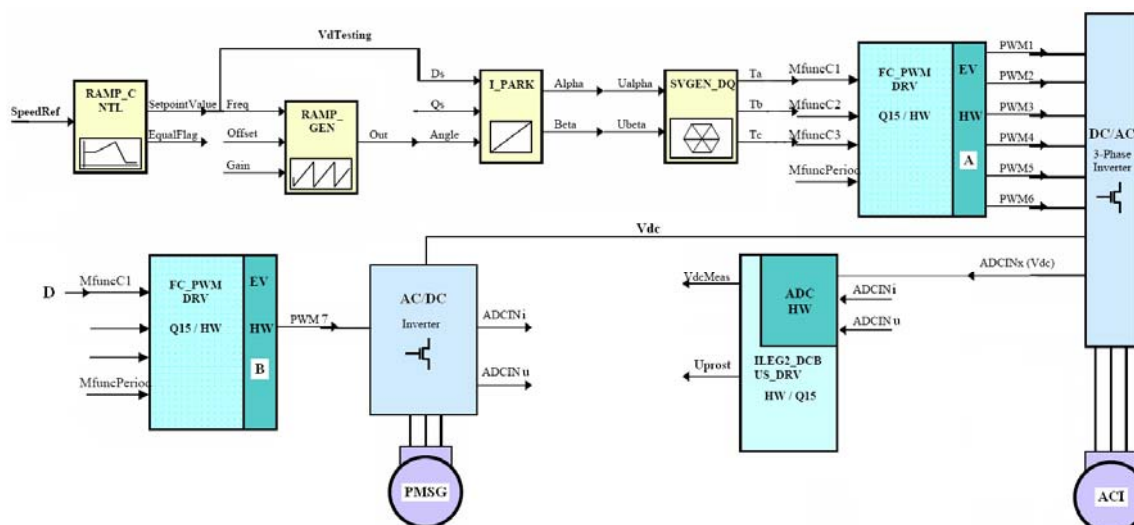 VdTesting
SpeedRef
RAMP_C
NTL
SetpointValue
EqualFlag
Freq
Offset
Gain
RAMP_
GEN
Out
Ds
Qs
Angle
I_PARK
Alpha
Beta
Ualpha
Ubeta
SVGEN_DQ
Ta
Tb
Tc
MfuncC1
MfuncC2
MfuncC3
MfuncPeriod
FC_PWM
DRV
Q15 / HW
EV
HW
A
PWM1
PWM2
PWM3
PWM4
PWM5
PWM6
DC/AC
3-Phase
Inverter
Vdc
D
MfuncC1
MfuncPeriod
FC_PWM
DRV
Q15 / HW
EV
HW
B
PWM 7
AC/DC
Inverter
ADCINi
ADCINu
PMSG
VdcMeas
Uprost
ADC
HW
ILEG2_DCB
US_DRV
HW / Q15
ADCINx (Vdc)
ADCINi
ADCINu
ACI